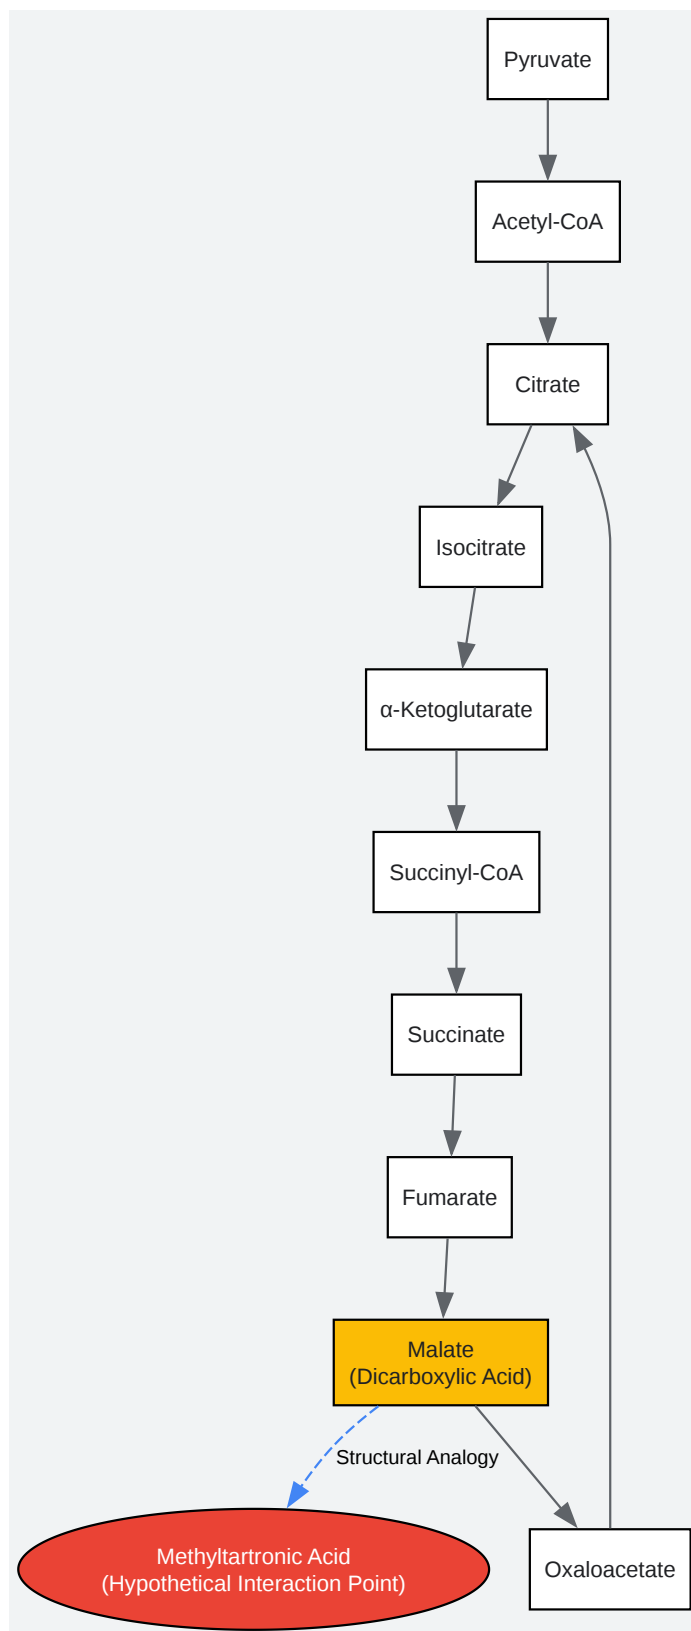 Pyruvate
Acetyl-CoA
Citrate
Isocitrate
α-Ketoglutarate
Succinyl-CoA
Succinate
Fumarate
Malate
(Dicarboxylic Acid)
Structural Analogy
Methyltartronic Acid
(Hypothetical Interaction Point)
Oxaloacetate